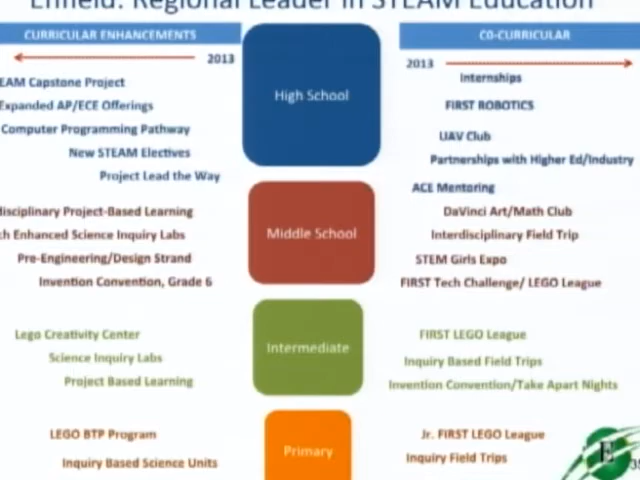 Enfield: Regional Leader in STEAM Education
CURRICULAR ENHANCEMENTS
2013
EAM Capstone Project
Expanded AP/ECE Offerings
Computer Programming Pathway
New STEAM Electives
Project Lead the Way
disciplinary Project-Based Learning
ch Enhanced Science Inquiry Labs
Pre-Engineering/Design Strand
Invention Convention, Grade 6
Lego Creativity Center
Science Inquiry Labs
Project Based Learning
LEGO BTP Program
Inquiry Based Science Units
High School
Middle School
Intermediate
Primary
CO-CURRICULAR
2013
Internships
FIRST ROBOTICS
UAV Club
Partnerships with Higher Ed/Industry
ACE Mentoring
DaVinci Art/Math Club
Interdisciplinary Field Trip
STEM Girls Expo
FIRST Tech Challenge/ LEGO League
FIRST LEGO League
Inquiry Based Field Trips
Invention Convention/Take Apart Nights
Jr. FIRST LEGO League
Inquiry Field Trips
E